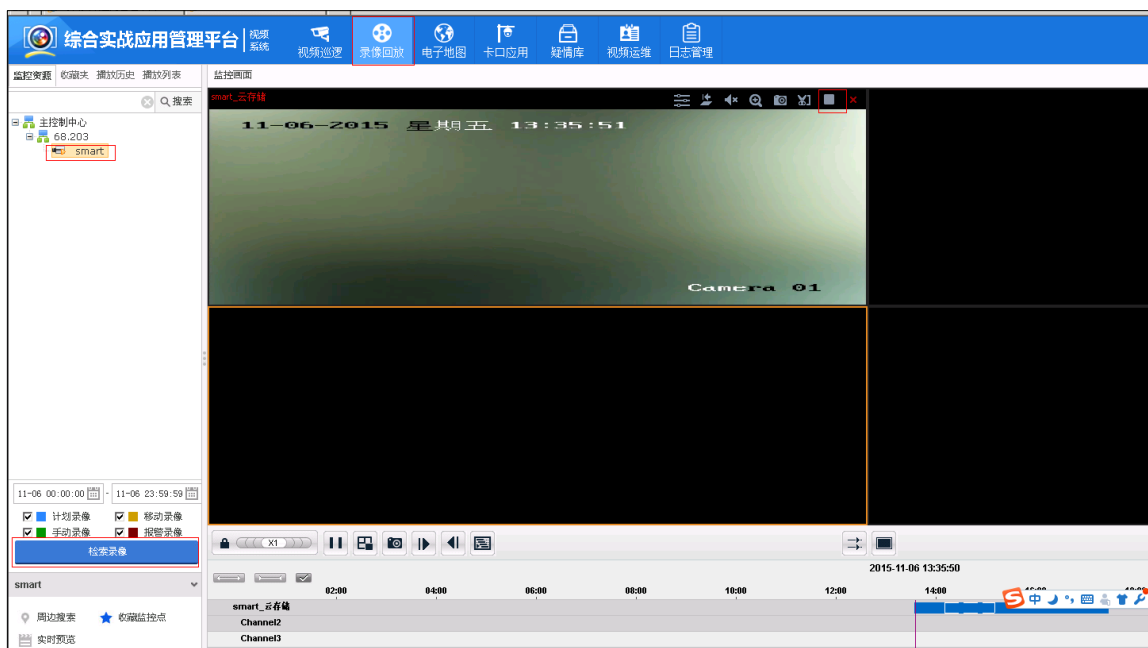 综合实战应用管理平台 视频系统
视频巡逻 录像回放 电子地图 卡口应用 疑情库 视频运维 日志管理
监控资源 收藏夹 播放历史 播放列表
监控画面
搜索
smart_云存储
主控制中心
68.203
smart
11-06-2015 星期五 13:35:51
Camera 01
11-06 00:00:00 - 11-06 23:59:59
计划录像 移动录像
手动录像 报警录像
检索录像
X1
2015-11-06 13:35:50
smart
02:00 04:00 06:00 08:00 10:00 12:00 14:00
smart_云存储
中
周边搜索 收藏监控点
Channel2
实时预览
Channel3